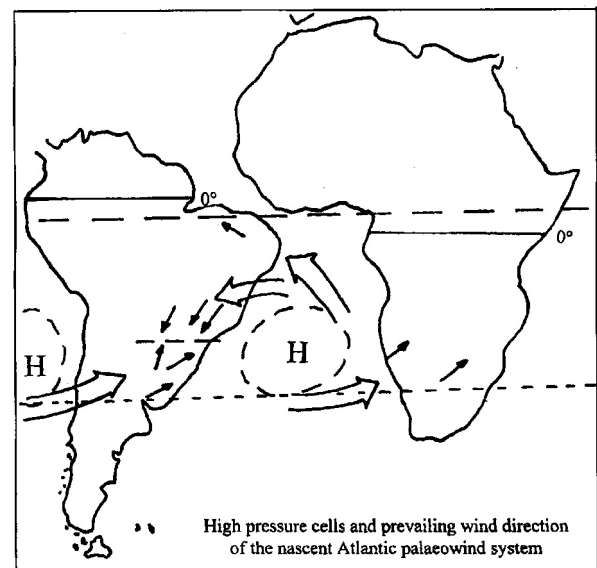 0°
0°
H
H
High pressure cells and prevailing wind direction
of the nascent Atlantic palaeowind system